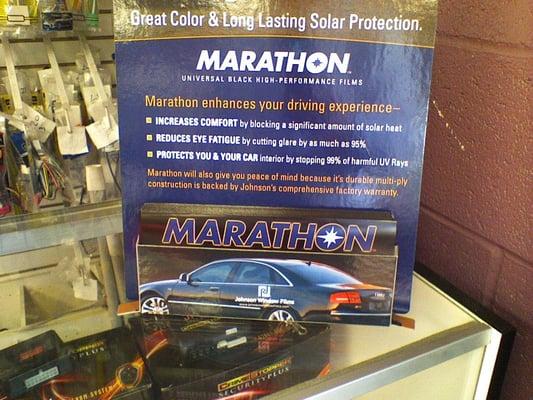 Great Color & Long Lasting Solar Protection.
MARATHON
UNIVERSAL BLACK HIGH-PERFORMANCE FILMS
Marathon enhances your driving experience–
INCREASES COMFORT by blocking a significant amount of solar heat
REDUCES EYE FATIGUE by cutting glare by as much as 95%
PROTECTS YOU & YOUR CAR interior by stopping 99% of harmful UV Rays
Marathon will also give you peace of mind because it's durable multi-ply
construction is backed by Johnson's comprehensive factory warranty.
MARATHON
Johnson Window Films
SYSTEM
PLUS
SECURITYPLUS